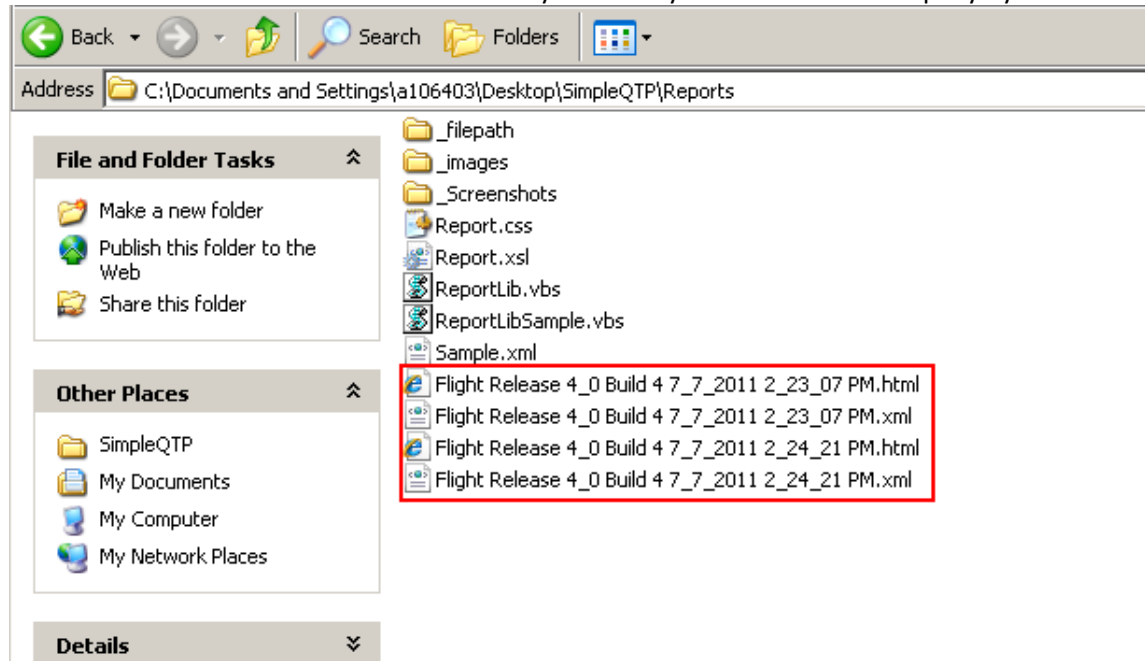 Back
Search
Folders
Address C:\Documents and Settings\a106403\Desktop\SimpleQTP\Reports
File and Folder Tasks
Make a new folder
Publish this folder to the
Web
Share this folder
Other Places
SimpleQTP
My Documents
My Computer
My Network Places
Details
_filepath
_images
_Screenshots
Report.css
Report.xsl
ReportLib.vbs
ReportLibSample.vbs
Sample.xml
Flight Release 4_0 Build 4 7_7_2011 2_23_07 PM.html
Flight Release 4_0 Build 4 7_7_2011 2_23_07 PM.xml
Flight Release 4_0 Build 4 7_7_2011 2_24_21 PM.html
Flight Release 4_0 Build 4 7_7_2011 2_24_21 PM.xml